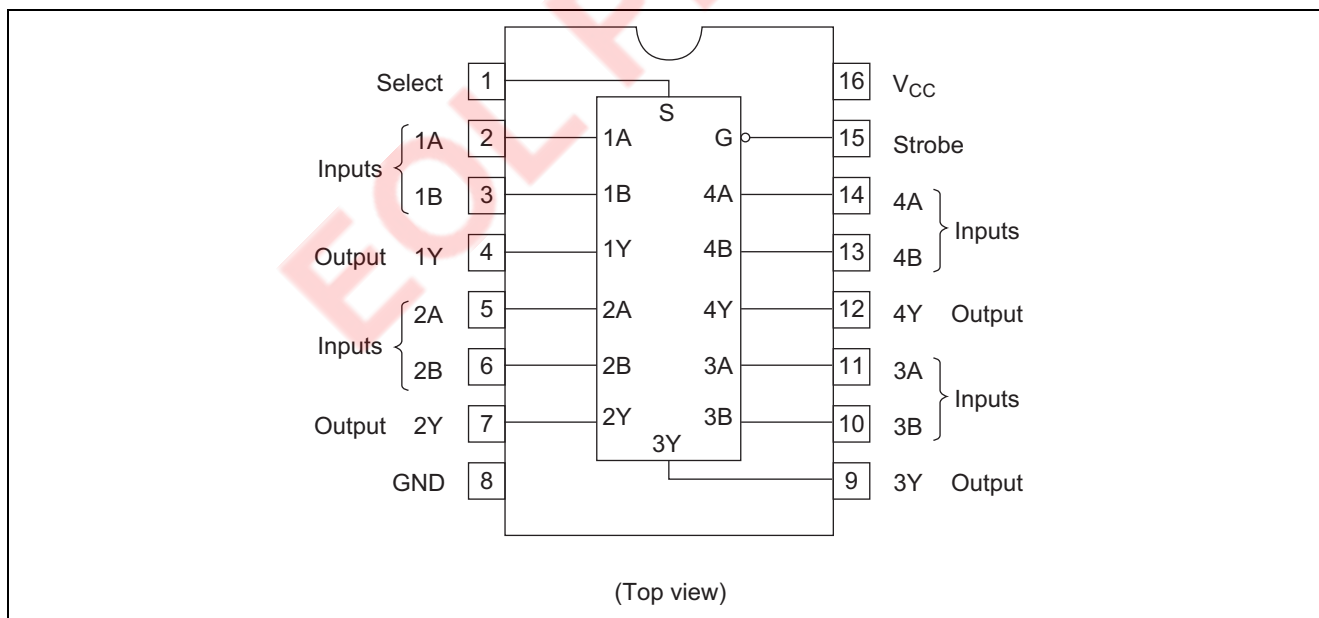 EOL P
Select 1 16 VCC
S
1A 2 1A G 15 Strobe
Inputs
1B 3 1B 4A 14 4A
Inputs
Output 1Y 4 1Y 4B 13 4B
2A 5 2A 4Y 12 4Y Output
Inputs
2B 6 2B 3A 11 3A
Inputs
Output 2Y 7 2Y 3B 10 3B
3Y
GND 8 9 3Y Output
(Top view)